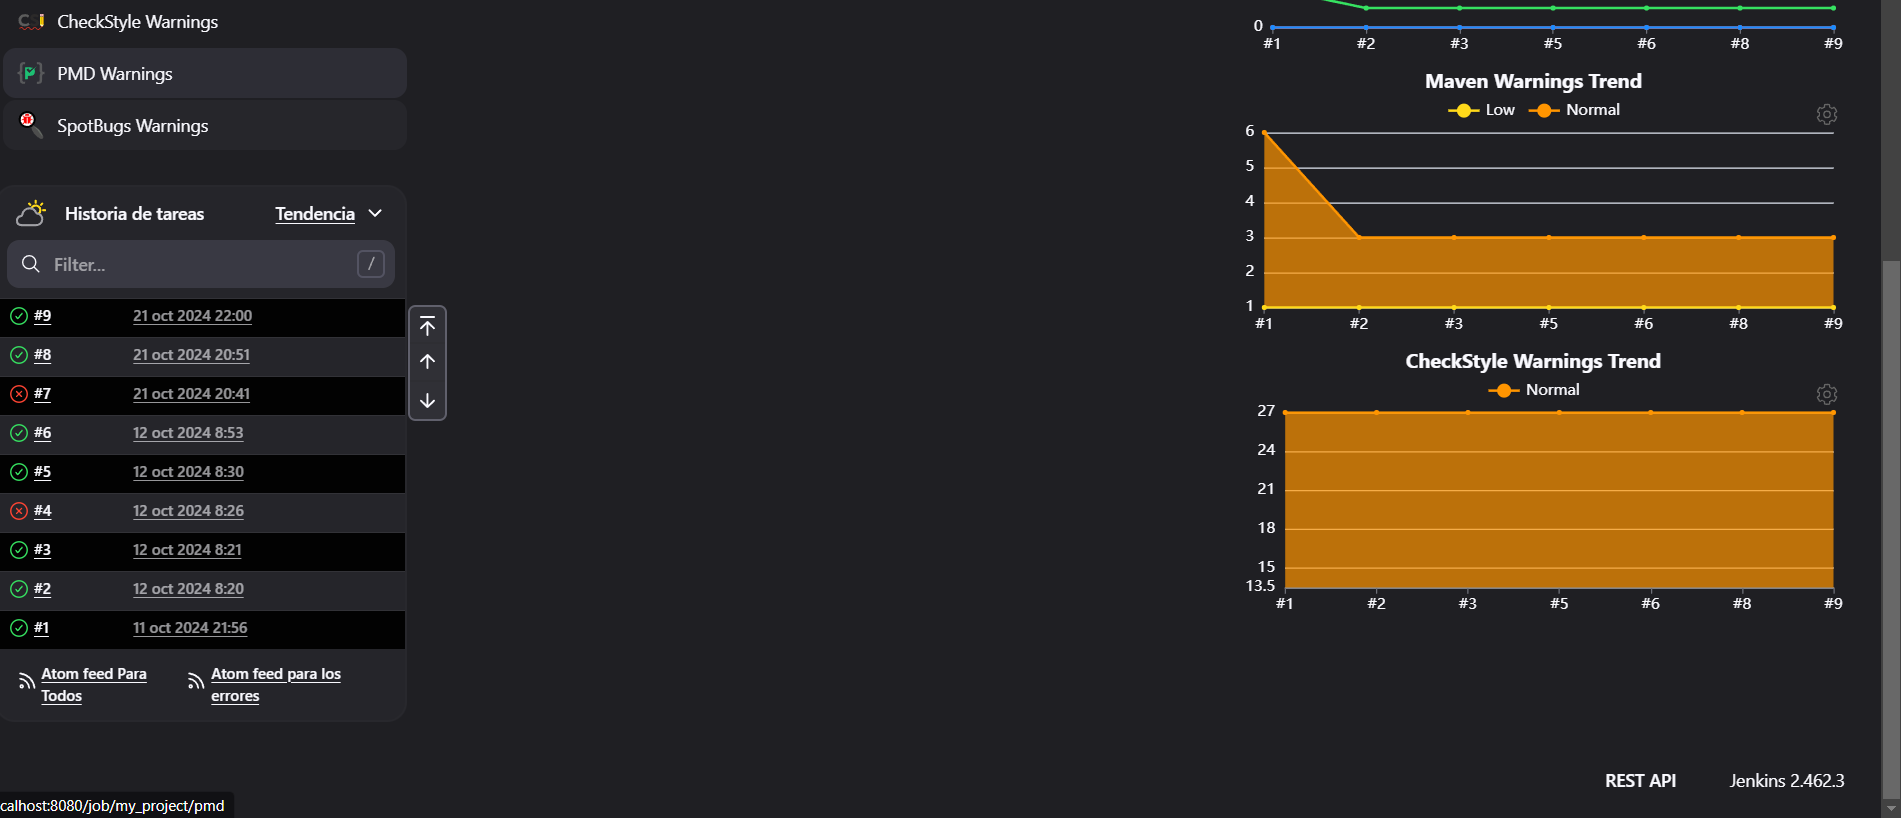 CheckStyle Warnings
PMD Warnings
SpotBugs Warnings
Historia de tareas
Tendencia
Filter...
/
#9 21 oct 2024 22:00
#8 21 oct 2024 20:51
#7 21 oct 2024 20:41
#6 12 oct 2024 8:53
#5 12 oct 2024 8:30
#4 12 oct 2024 8:26
#3 12 oct 2024 8:21
#2 12 oct 2024 8:20
#1 11 oct 2024 21:56
Atom feed Para
Todos
Atom feed para los
errores
0
#1 #2 #3 #5 #6 #8 #9
Maven Warnings Trend
Low Normal
6
5
4
3
2
1
#1 #2 #3 #5 #6 #8 #9
CheckStyle Warnings Trend
Normal
27
24
21
18
15
13.5
#1 #2 #3 #5 #6 #8 #9
REST API Jenkins 2.462.3
calhost:8080/job/my_project/pmd